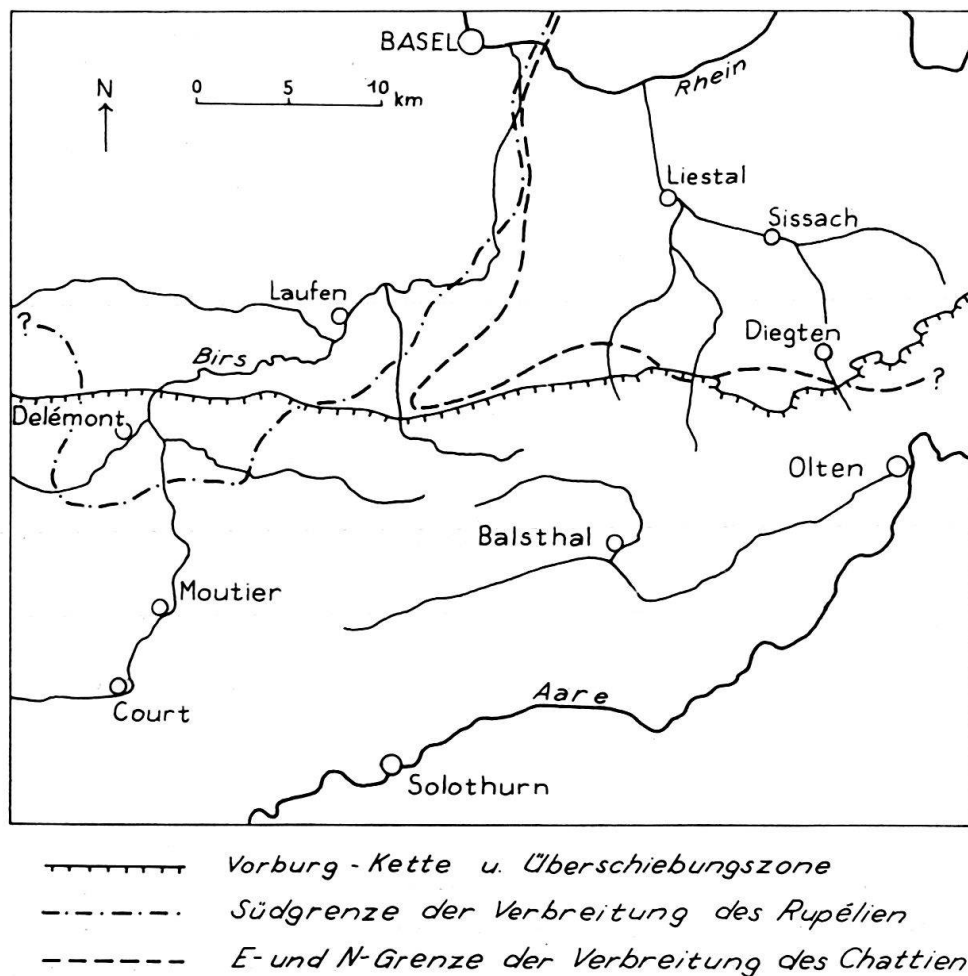 BASEL
Rhein
N
0 5 10
km
Liestal
Sissach
Laufen
?
Birs
Diegten
?
Delémont
Olten
Balsthal
Moutier
Aare
Court
Solothurn
Vorburg - Kette u. Überschiebungszone
Südgrenze der Verbreitung des Rupélien
E- und N-Grenze der Verbreitung des Chattien